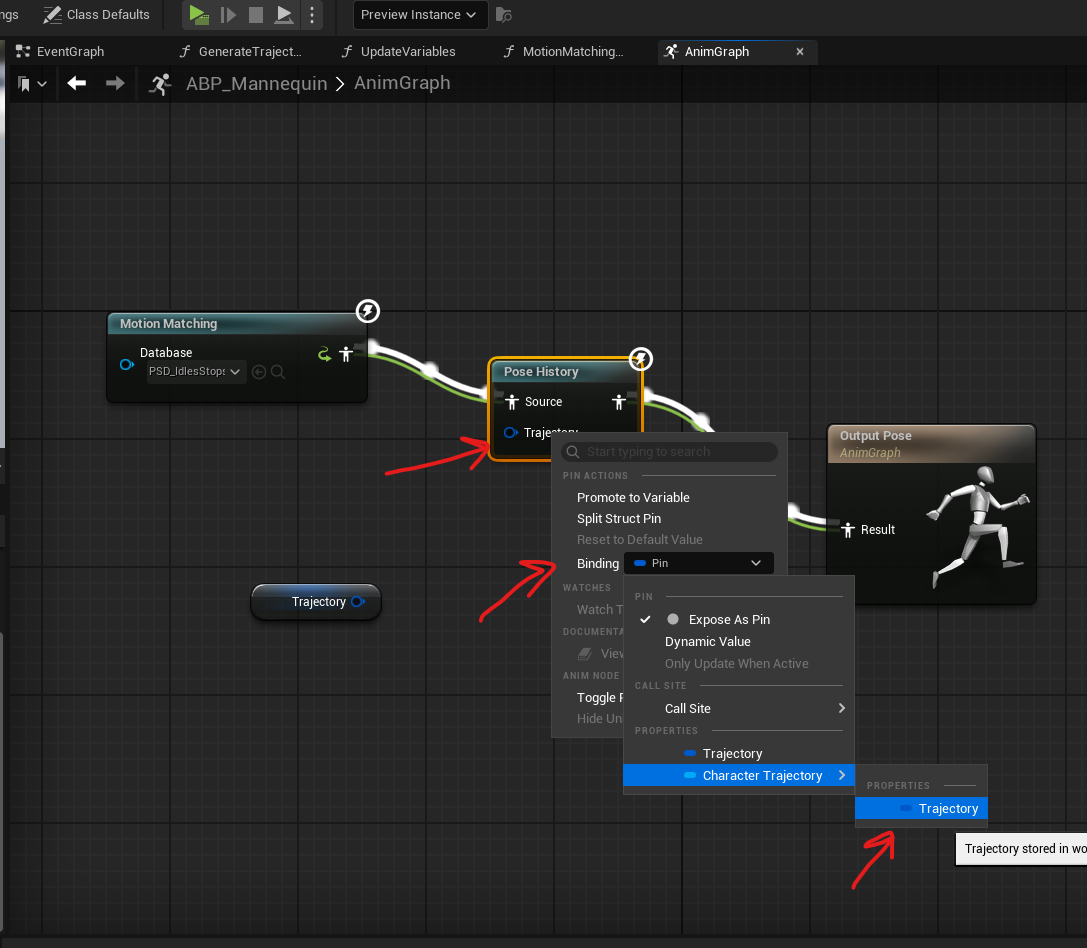 ngs
Class Defaults
Preview Instance
EventGraph
GenerateTraject...
UpdateVariables
MotionMatching...
AnimGraph
ABP_Mannequin > AnimGraph
Motion Matching
Database
PSD_IdlesStops
Pose History
Source
Trajectory
Output Pose
AnimGraph
Result
Trajectory
Start typing to search
PIN ACTIONS
Promote to Variable
Split Struct Pin
Reset to Default Value
Binding
Pin
WATCHES
Watch T
DOCUMENTA
View
ANIM NODE
Toggle P
Hide Un
PIN
Expose As Pin
Dynamic Value
Only Update When Active
CALL SITE
Call Site
PROPERTIES
Trajectory
Character Trajectory
PROPERTIES
Trajectory
Trajectory stored in wo